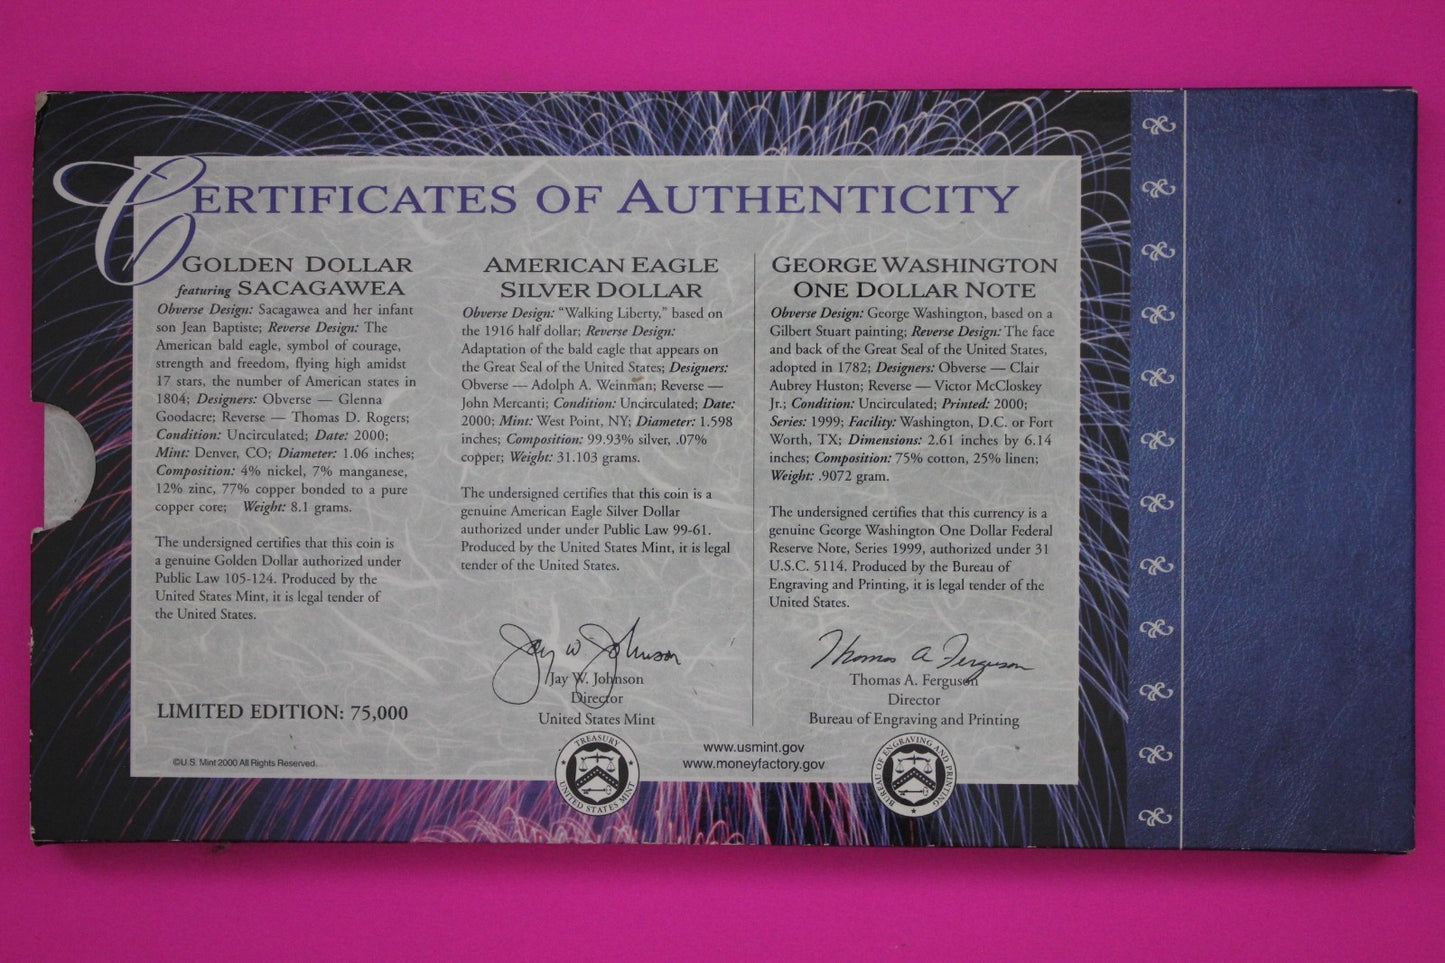 CERTIFICATES OF AUTHENTICITY
GOLDEN DOLLAR
featuring SACAGAWEA
Obverse Design: Sacagawea and her infant
son Jean Baptiste; Reverse Design: The
American bald eagle, symbol of courage,
strength and freedom, flying high amidst
17 stars, the number of American states in
1804; Designers: Obverse — Glenna
Goodacre; Reverse — Thomas D. Rogers;
Condition: Uncirculated; Date: 2000;
Mint: Denver, CO; Diameter: 1.06 inches;
Composition: 4% nickel, 7% manganese,
12% zinc, 77% copper bonded to a pure
copper core; Weight: 8.1 grams.
The undersigned certifies that this coin is
a genuine Golden Dollar authorized under
Public Law 105-124. Produced by the
United States Mint, it is legal tender of
the United States.
LIMITED EDITION: 75,000
©U.S. Mint 2000 All Rights Reserved.
AMERICAN EAGLE
SILVER DOLLAR
Obverse Design: “Walking Liberty,” based on
the 1916 half dollar; Reverse Design:
Adaptation of the bald eagle that appears on
the Great Seal of the United States; Designers:
Obverse — Adolph A. Weinman; Reverse —
John Mercanti; Condition: Uncirculated; Date:
2000; Mint: West Point, NY; Diameter: 1.598
inches; Composition: 99.93% silver, .07%
copper; Weight: 31.103 grams.
The undersigned certifies that this coin is a
genuine American Eagle Silver Dollar
authorized under under Public Law 99-61.
Produced by the United States Mint, it is legal
tender of the United States.
Jay W Johnson
Jay W. Johnson
Director
United States Mint
TREASURY
UNITED STATES MINT
GEORGE WASHINGTON
ONE DOLLAR NOTE
Obverse Design: George Washington, based on a
Gilbert Stuart painting; Reverse Design: The face
and back of the Great Seal of the United States,
adopted in 1782; Designers: Obverse — Clair
Aubrey Huston; Reverse — Victor McCloskey
Jr.; Condition: Uncirculated; Printed: 2000;
Series: 1999; Facility: Washington, D.C. or Fort
Worth, TX; Dimensions: 2.61 inches by 6.14
inches; Composition: 75% cotton, 25% linen;
Weight: .9072 gram.
The undersigned certifies that this currency is a
genuine George Washington One Dollar Federal
Reserve Note, Series 1999, authorized under 31
U.S.C. 5114. Produced by the Bureau of
Engraving and Printing, it is legal tender of the
United States.
Thomas A Ferguson
Thomas A. Ferguson
Director
Bureau of Engraving and Printing
www.usmint.gov
www.moneyfactory.gov
BUREAU OF ENGRAVING AND PRINTING